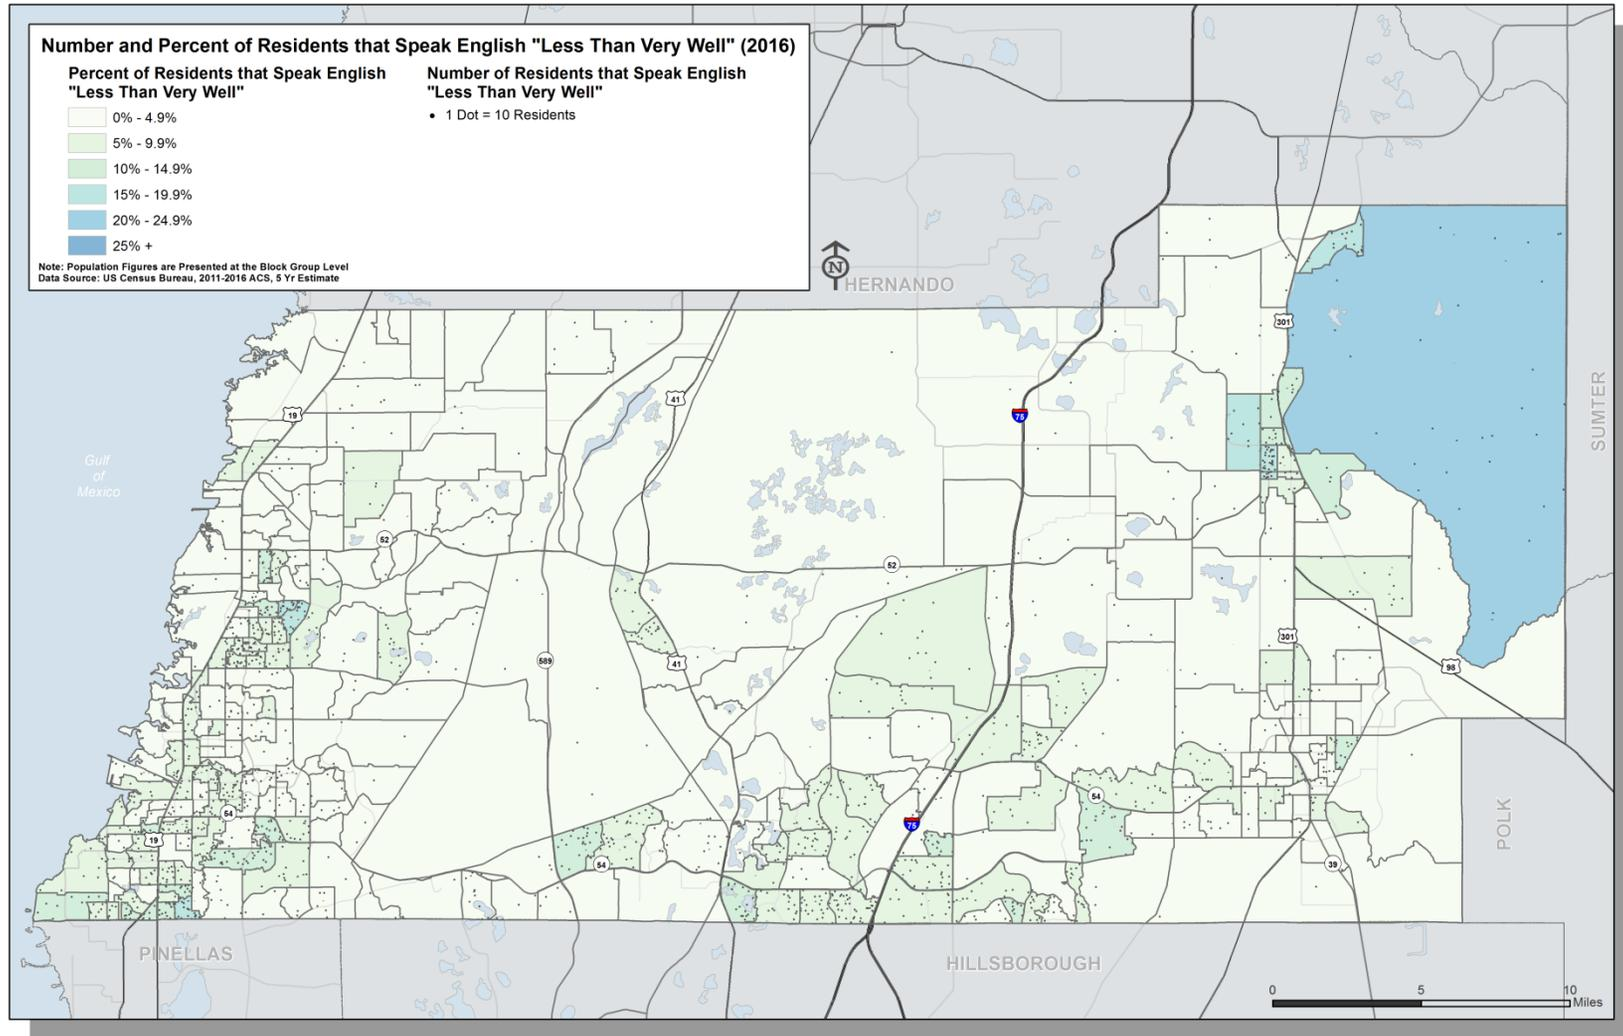 Number and Percent of Residents that Speak English "Less Than Very Well" (2016)
Percent of Residents that Speak English
"Less Than Very Well"
0% - 4.9%
5% - 9.9%
10% - 14.9%
15% - 19.9%
20% - 24.9%
25% +
Number of Residents that Speak English
"Less Than Very Well"
1 Dot = 10 Residents
Note: Population Figures are Presented at the Block Group Level
Data Source: US Census Bureau, 2011-2016 ACS, 5 Yr Estimate
N
HERNANDO
301
SUMTER
41
19
75
Gulf
of
Mexico
52
52
301
589
41
98
54
54
POLK
19
75
54
39
PINELLAS
HILLSBOROUGH
0 5 10
Miles